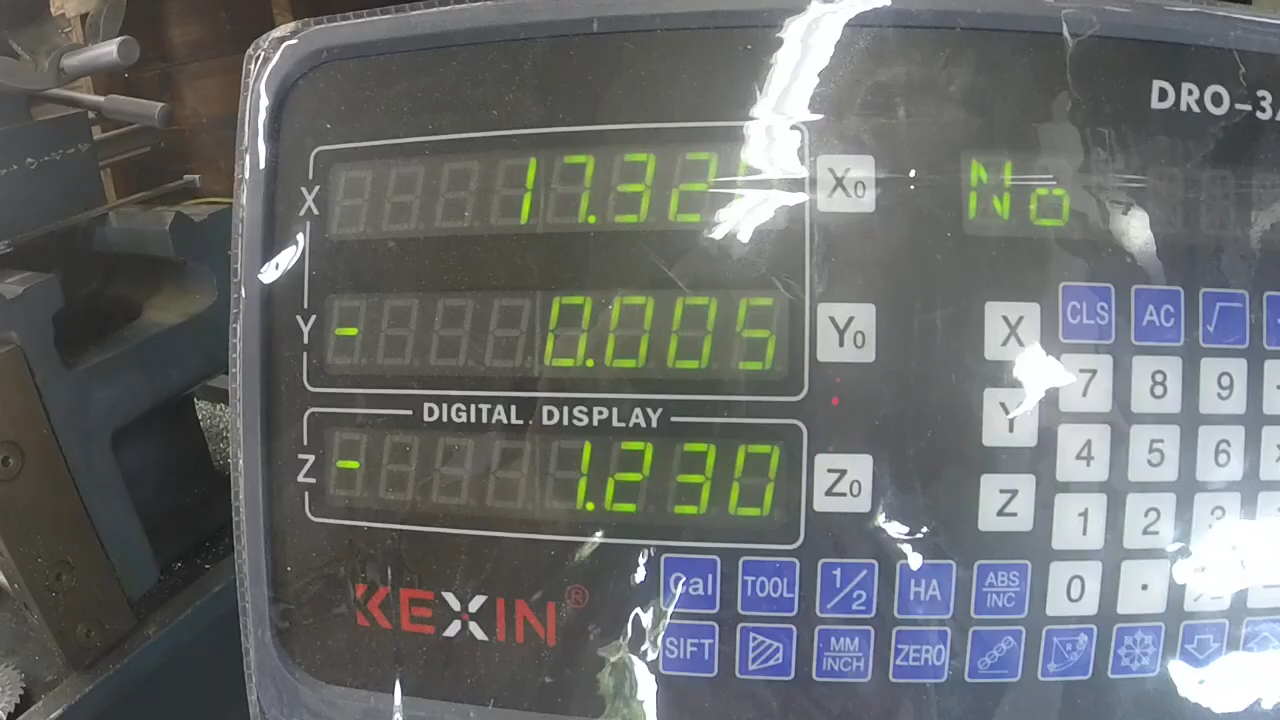 DRO-3
X 17.32 X₀ No
Y - 0.005 Y₀
DIGITAL DISPLAY
Z - 1.230 Z₀
X CLS AC √
7 8 9
Y
4 5 6
Z
1 2 3
Cal TOOL 1/2 HA ABS/INC 0 .
KEXIN®
SIFT MM/INCH ZERO R